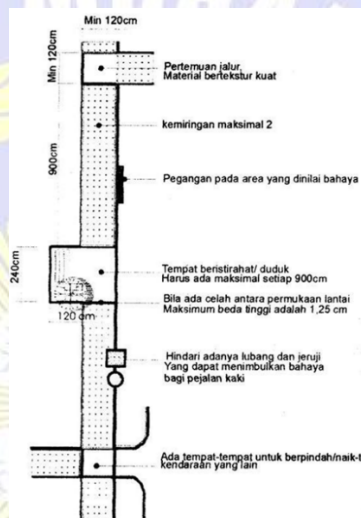 Min 120cm
Min 120cm
Pertemuan jalur,
Material bertekstur kuat
kemiringan maksimal 2
900cm
Pegangan pada area yang dinilai bahaya
240cm
Tempat beristirahat/ duduk
Harus ada maksimal setiap 900cm
Bila ada celah antara permukaan lantai
Maksimum beda tinggi adalah 1,25 cm
120 cm
Hindari adanya lubang dan jeruji
Yang dapat menimbulkan bahaya
bagi pejalan kaki
Ada tempat-tempat untuk berpindah/naik-t
kendaraan yang lain